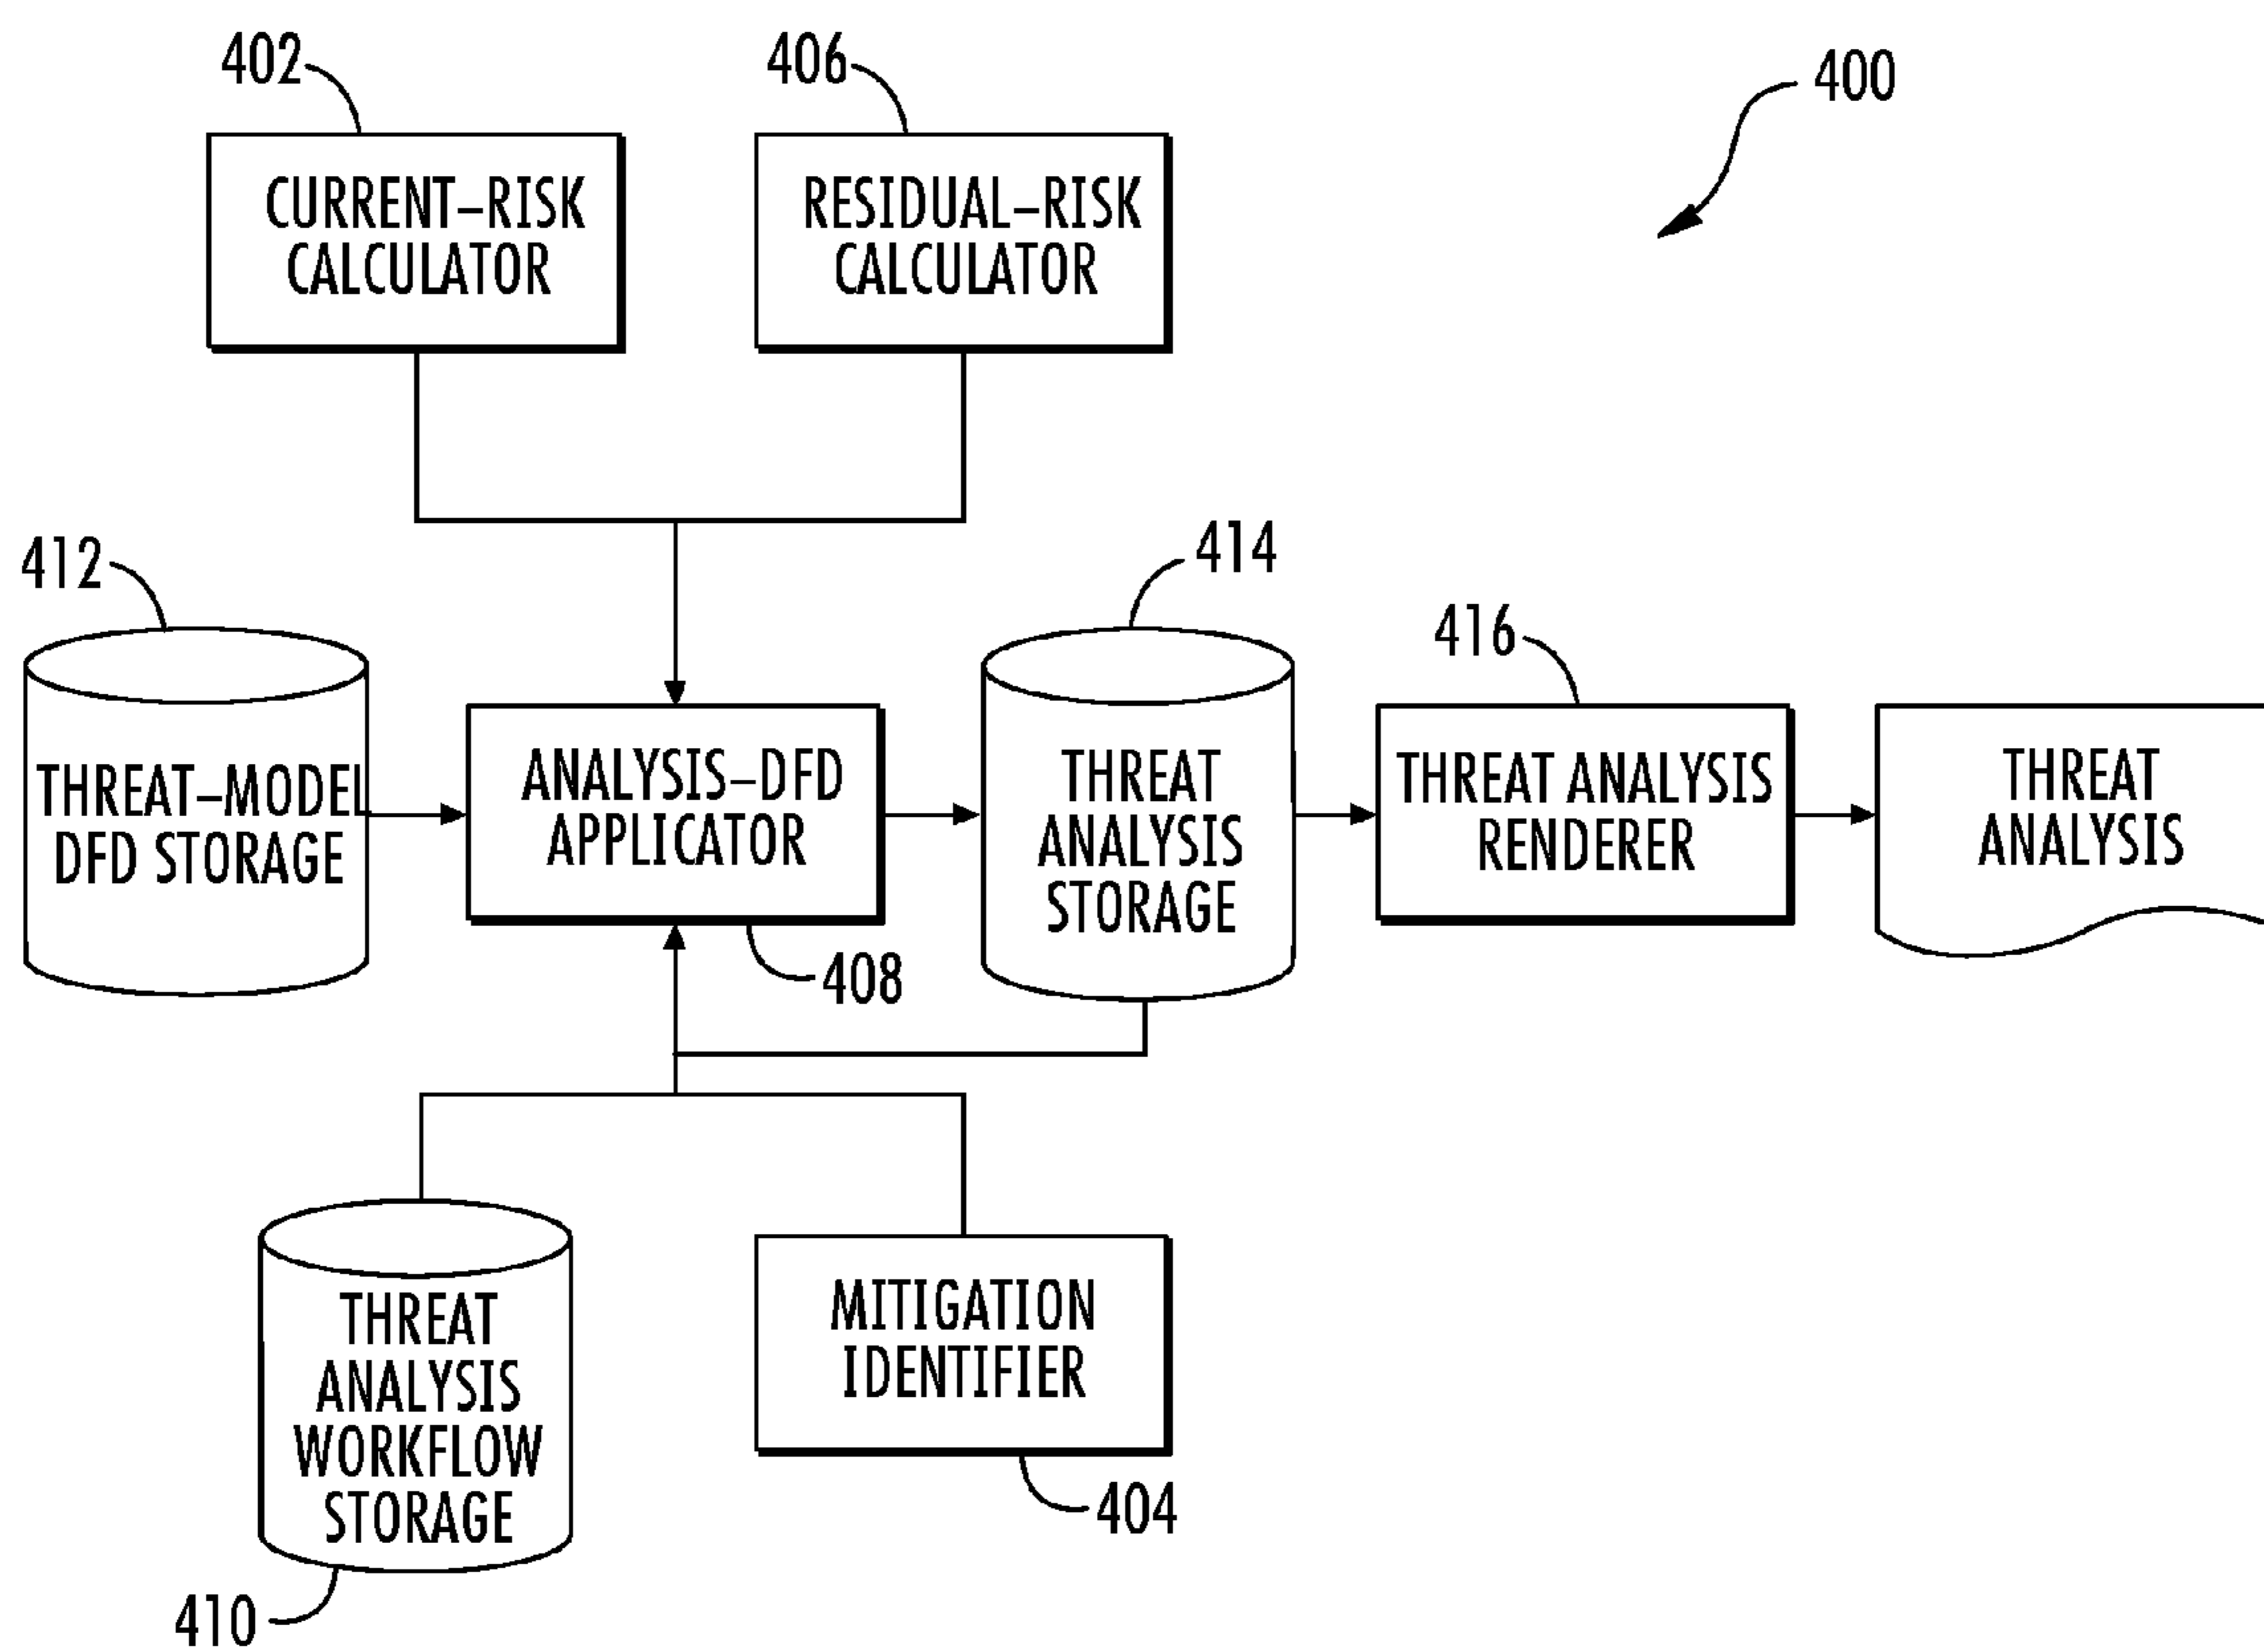 402
406
400
CURRENT–RISK
CALCULATOR
RESIDUAL–RISK
CALCULATOR
412
414
416
THREAT–MODEL
DFD STORAGE
ANALYSIS–DFD
APPLICATOR
408
THREAT
ANALYSIS
STORAGE
THREAT ANALYSIS
RENDERER
THREAT
ANALYSIS
THREAT
ANALYSIS
WORKFLOW
STORAGE
410
MITIGATION
IDENTIFIER
404